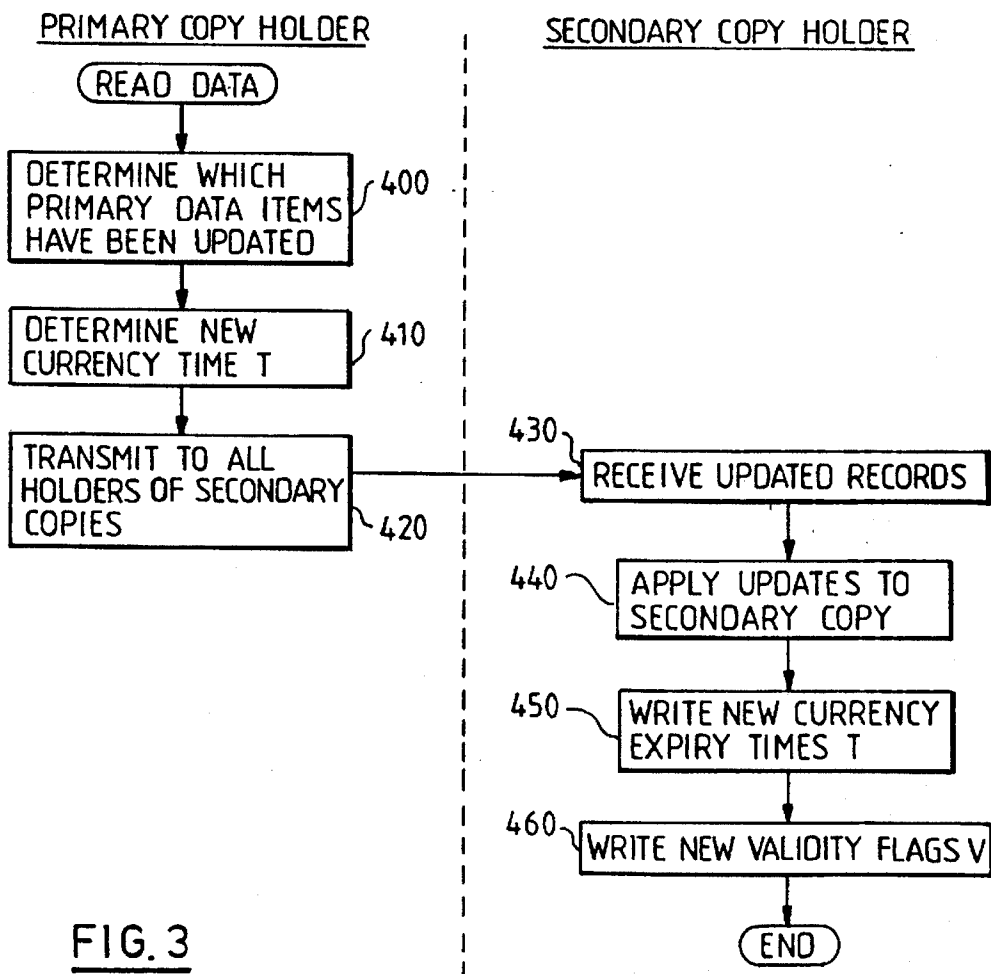 PRIMARY COPY HOLDER
READ DATA
DETERMINE WHICH
PRIMARY DATA ITEMS
HAVE BEEN UPDATED
400
DETERMINE NEW
CURRENCY TIME T
410
TRANSMIT TO ALL
HOLDERS OF SECONDARY
COPIES
420
SECONDARY COPY HOLDER
430
RECEIVE UPDATED RECORDS
440
APPLY UPDATES TO
SECONDARY COPY
450
WRITE NEW CURRENCY
EXPIRY TIMES T
460
WRITE NEW VALIDITY FLAGS V
END
FIG. 3